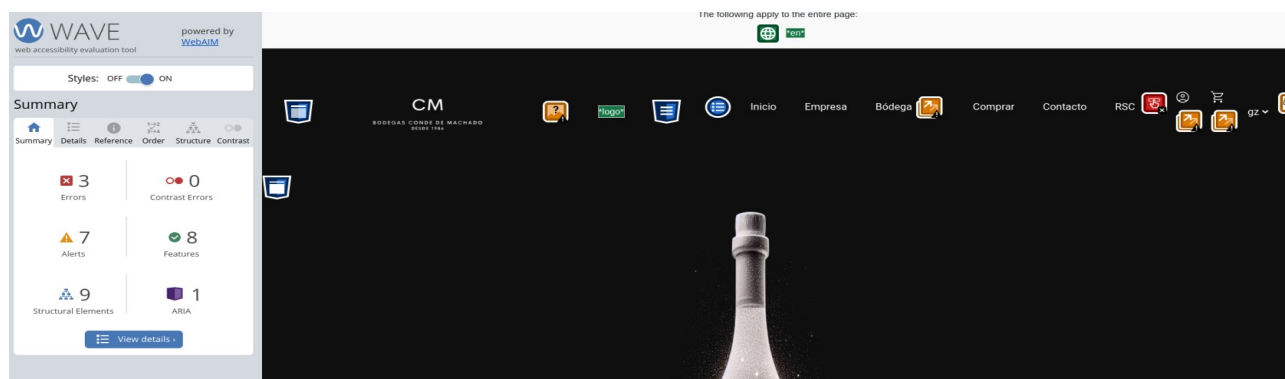 WAVE
web accessibility evaluation tool
powered by
WebAIM
Styles: OFF ON
Summary
Summary Details Reference Order Structure Contrast
3
Errors
0
Contrast Errors
7
Alerts
8
Features
9
Structural Elements
1
ARIA
View details ›
The following apply to the entire page:
*en*
CM
BODEGAS CONDE DE MACHADO
DESDE 1986
*logo*
Inicio Empresa Bódega Comprar Contacto RSC gz